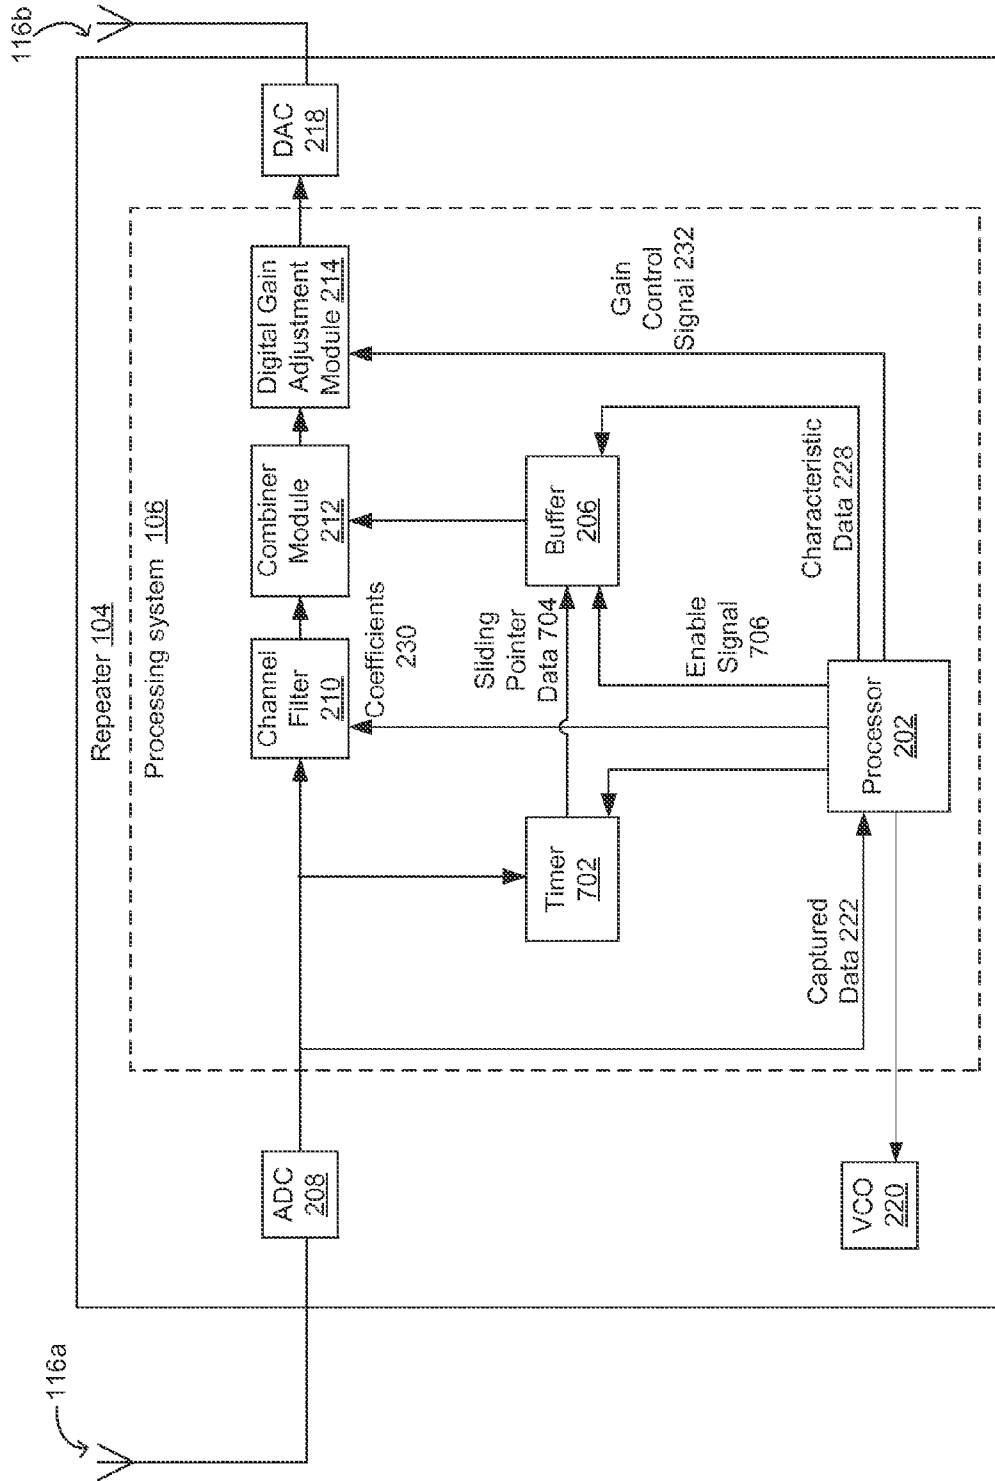 116a
116b
Repeater 104
Processing system 106
ADC
208
Channel
Filter
210
Combiner
Module
212
Digital Gain
Adjustment
Module 214
DAC
218
Coefficients
230
Sliding
Pointer
Data 704
Timer
702
Buffer
206
Gain
Control
Signal 232
Enable
Signal
706
Characteristic
Data 228
Captured
Data 222
Processor
202
VCO
220